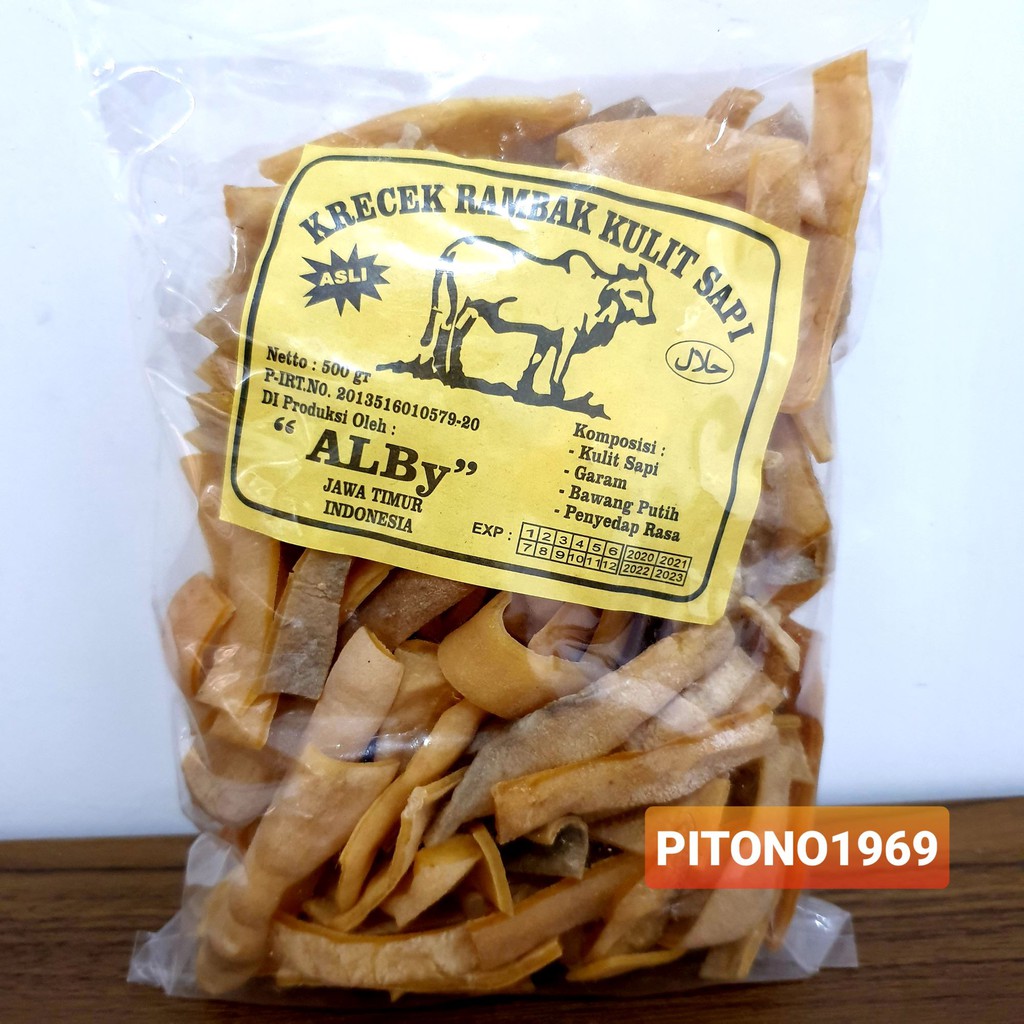 KRECEK RAMBAK KULIT SAPI
ASLI
حلال
Netto : 500 gr
P-IRT.NO. 2013516010579-20
DI Produksi Oleh :
“ ALBy”
JAWA TIMUR
INDONESIA
Komposisi :
- Kulit Sapi
- Garam
- Bawang Putih
- Penyedap Rasa
EXP : 1 2 3 4 5 6 2020 2021
7 8 9 10 11 12 2022 2023
PITONO1969